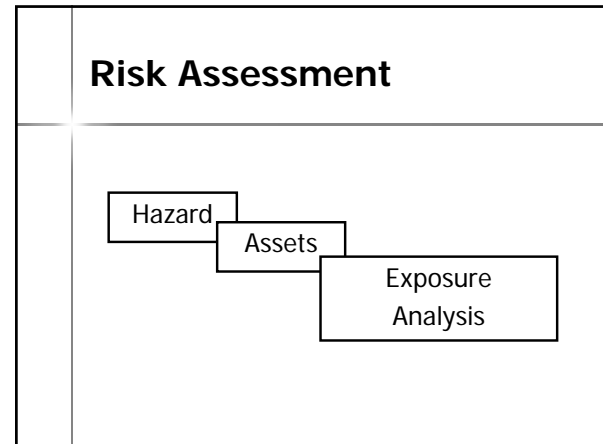 Risk Assessment
Hazard
Assets
Exposure
Analysis